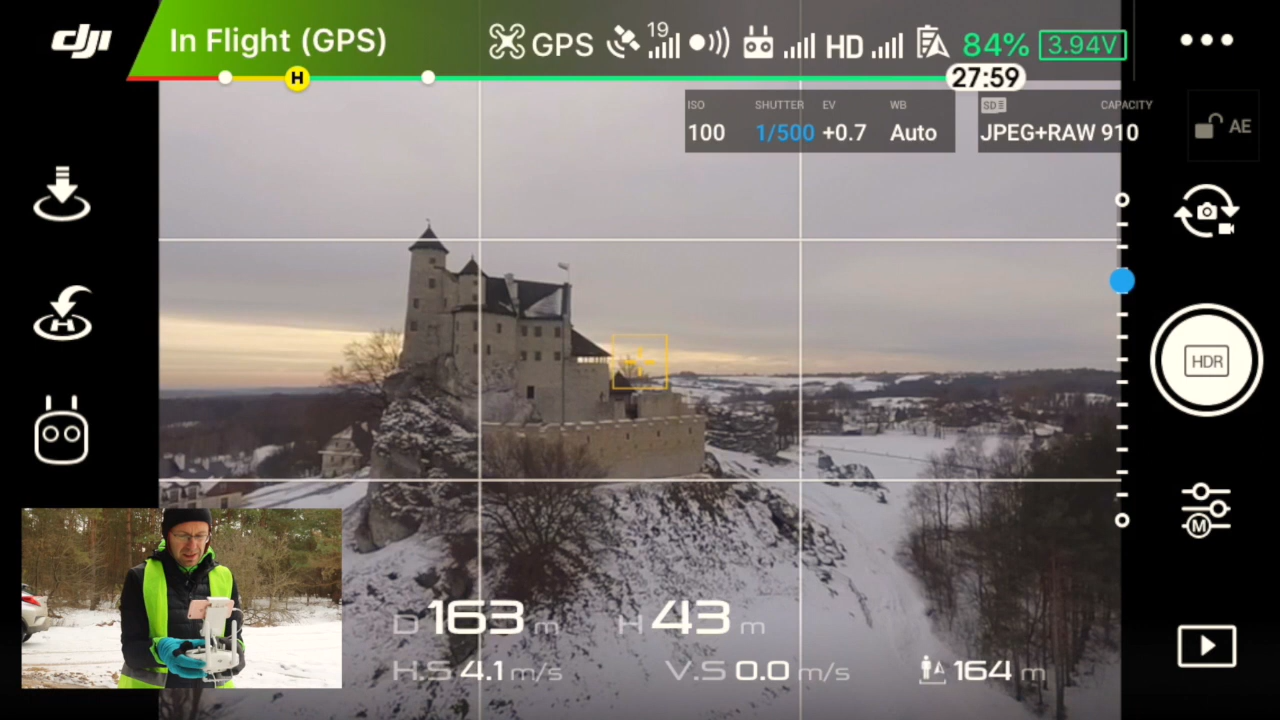 dji In Flight (GPS) GPS 19 HD 84% 3.94V
H 27:59
ISO SHUTTER EV WB SD CAPACITY
100 1/500 +0.7 Auto JPEG+RAW 910 AE
H
HDR
M
D 163 m H 43 m
H.S 4.1 m/s V.S 0.0 m/s 164 m